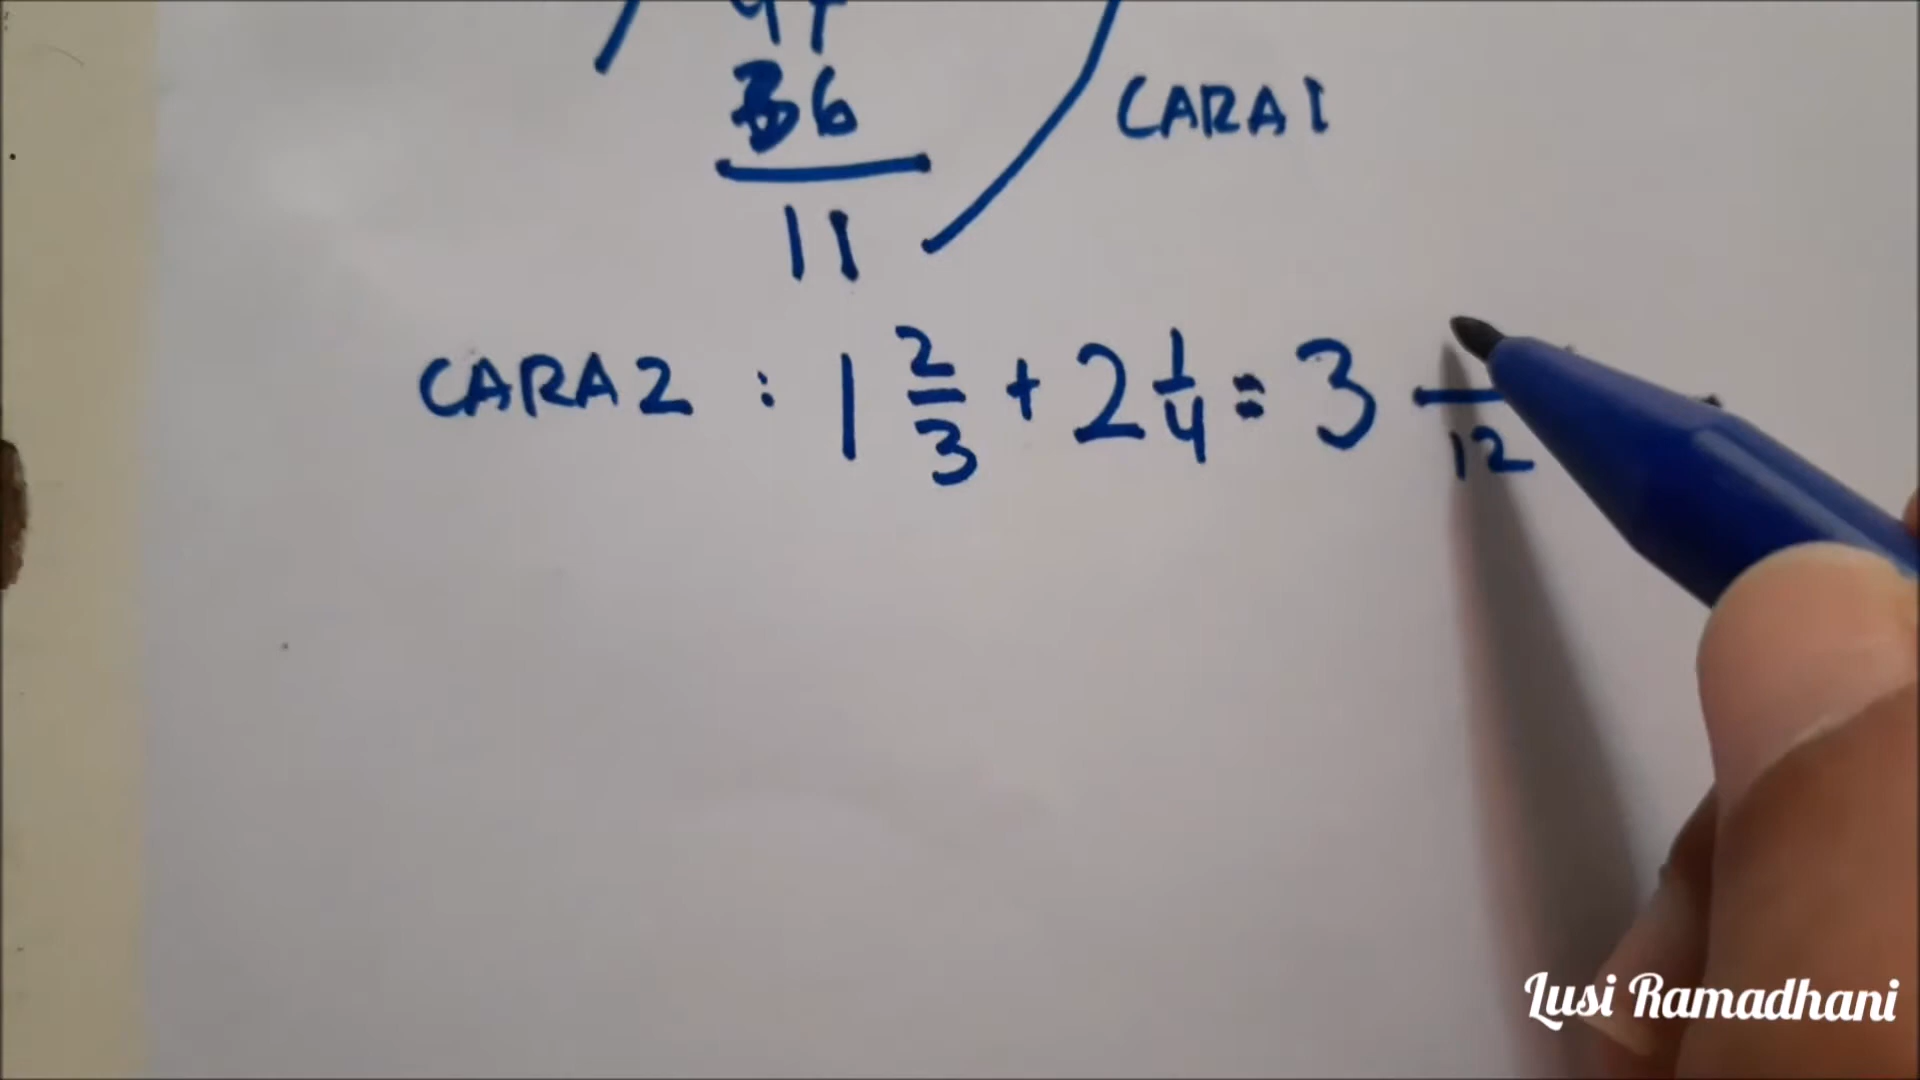 36
CARA 1
11
CARA 2 : 1 2/3 + 2 1/4 = 3 /12
Lusi Ramadhani